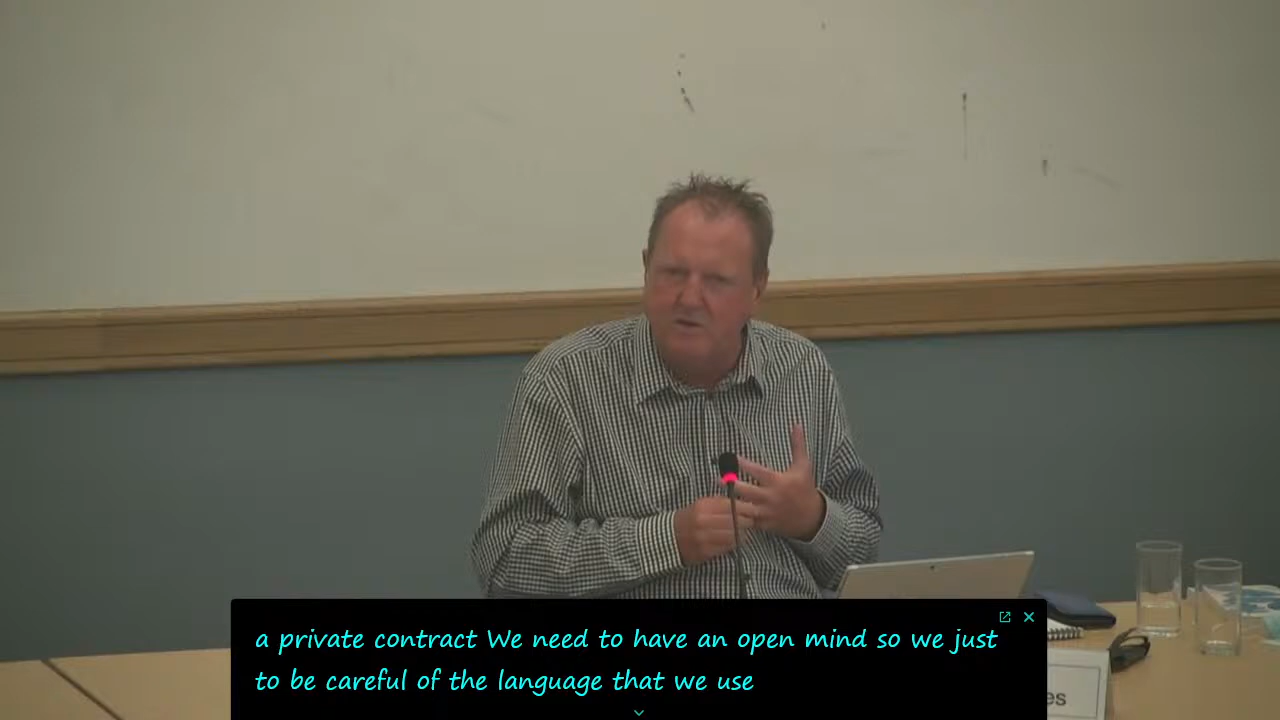 a private contract We need to have an open mind so we just
to be careful of the language that we use
es